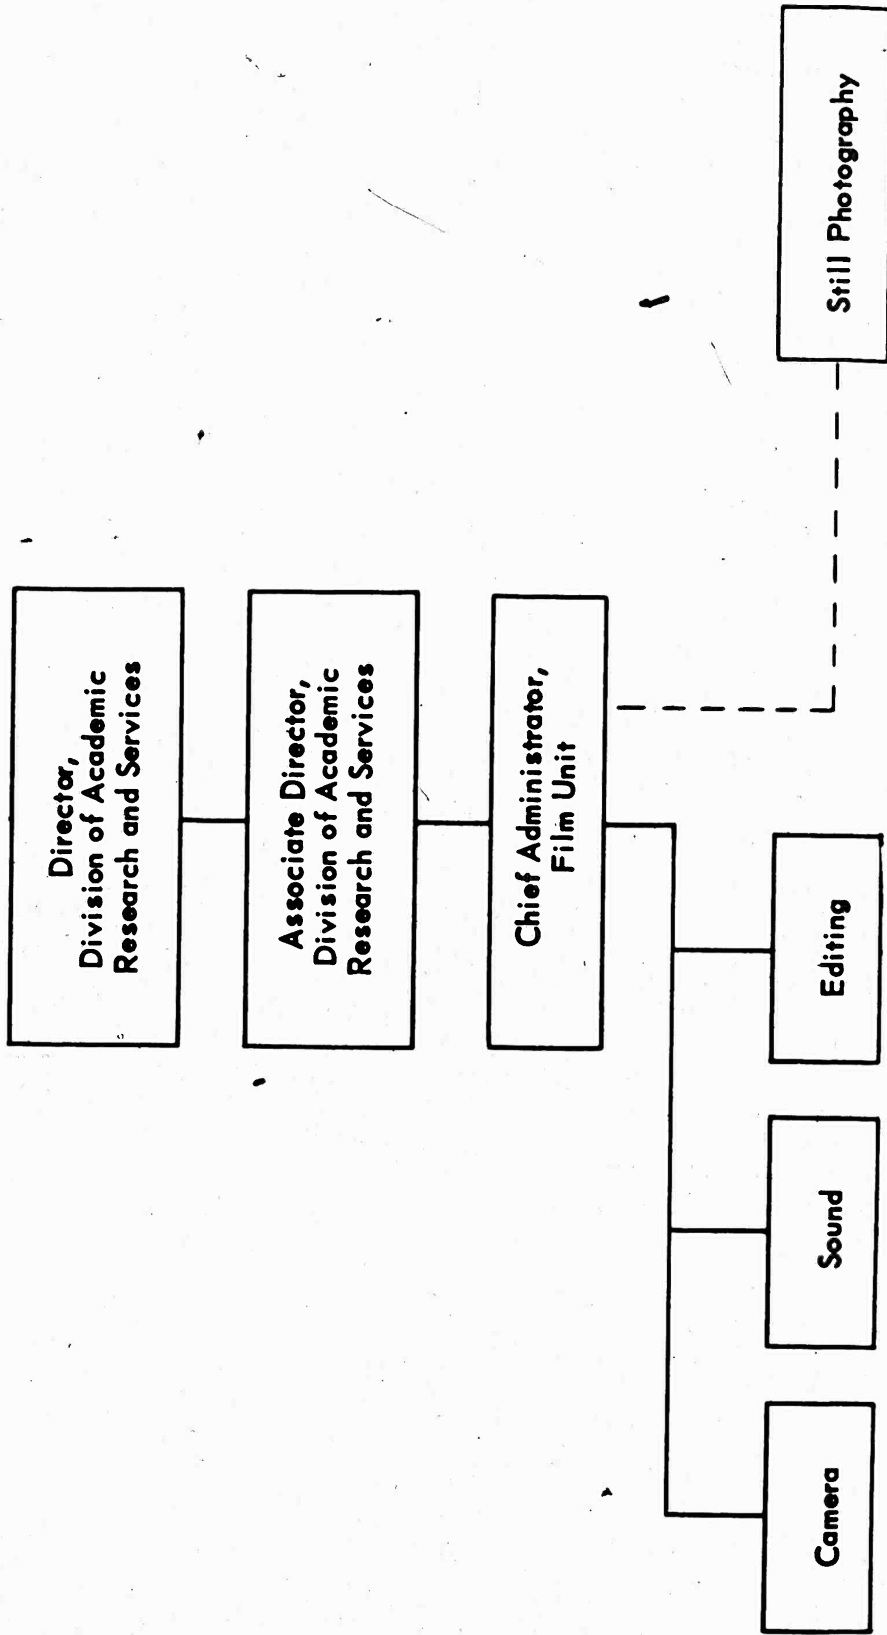 Director,
Division of Academic
Research and Services
Associate Director,
Division of Academic
Research and Services
Chief Administrator,
Film Unit
Camera
Sound
Editing
Still Photography